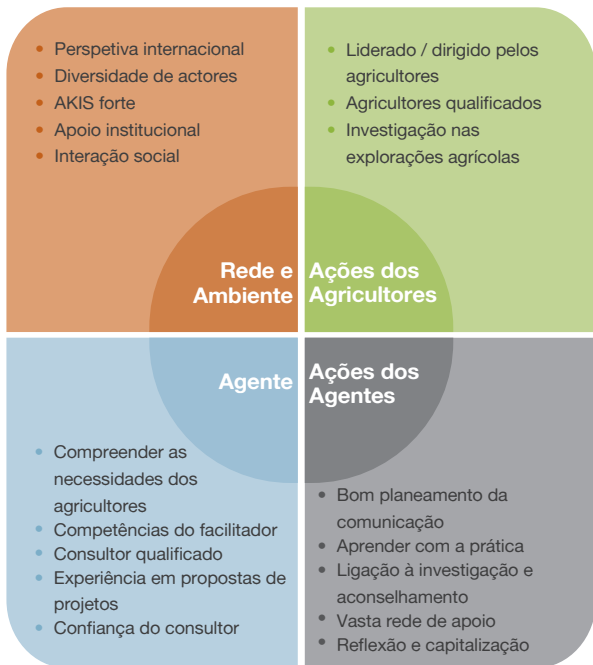 Perspetiva internacional
Diversidade de actores
AKIS forte
Apoio institucional
Interação social
Rede e
Ambiente
Liderado / dirigido pelos
agricultores
Agricultores qualificados
Investigação nas
explorações agrícolas
Ações dos
Agricultores
Agente
Compreender as
necessidades dos
agricultores
Competências do facilitador
Consultor qualificado
Experiência em propostas de
projetos
Confiança do consultor
Ações dos
Agentes
Bom planeamento da
comunicação
Aprender com a prática
Ligação à investigação e
aconselhamento
Vasta rede de apoio
Reflexão e capitalização